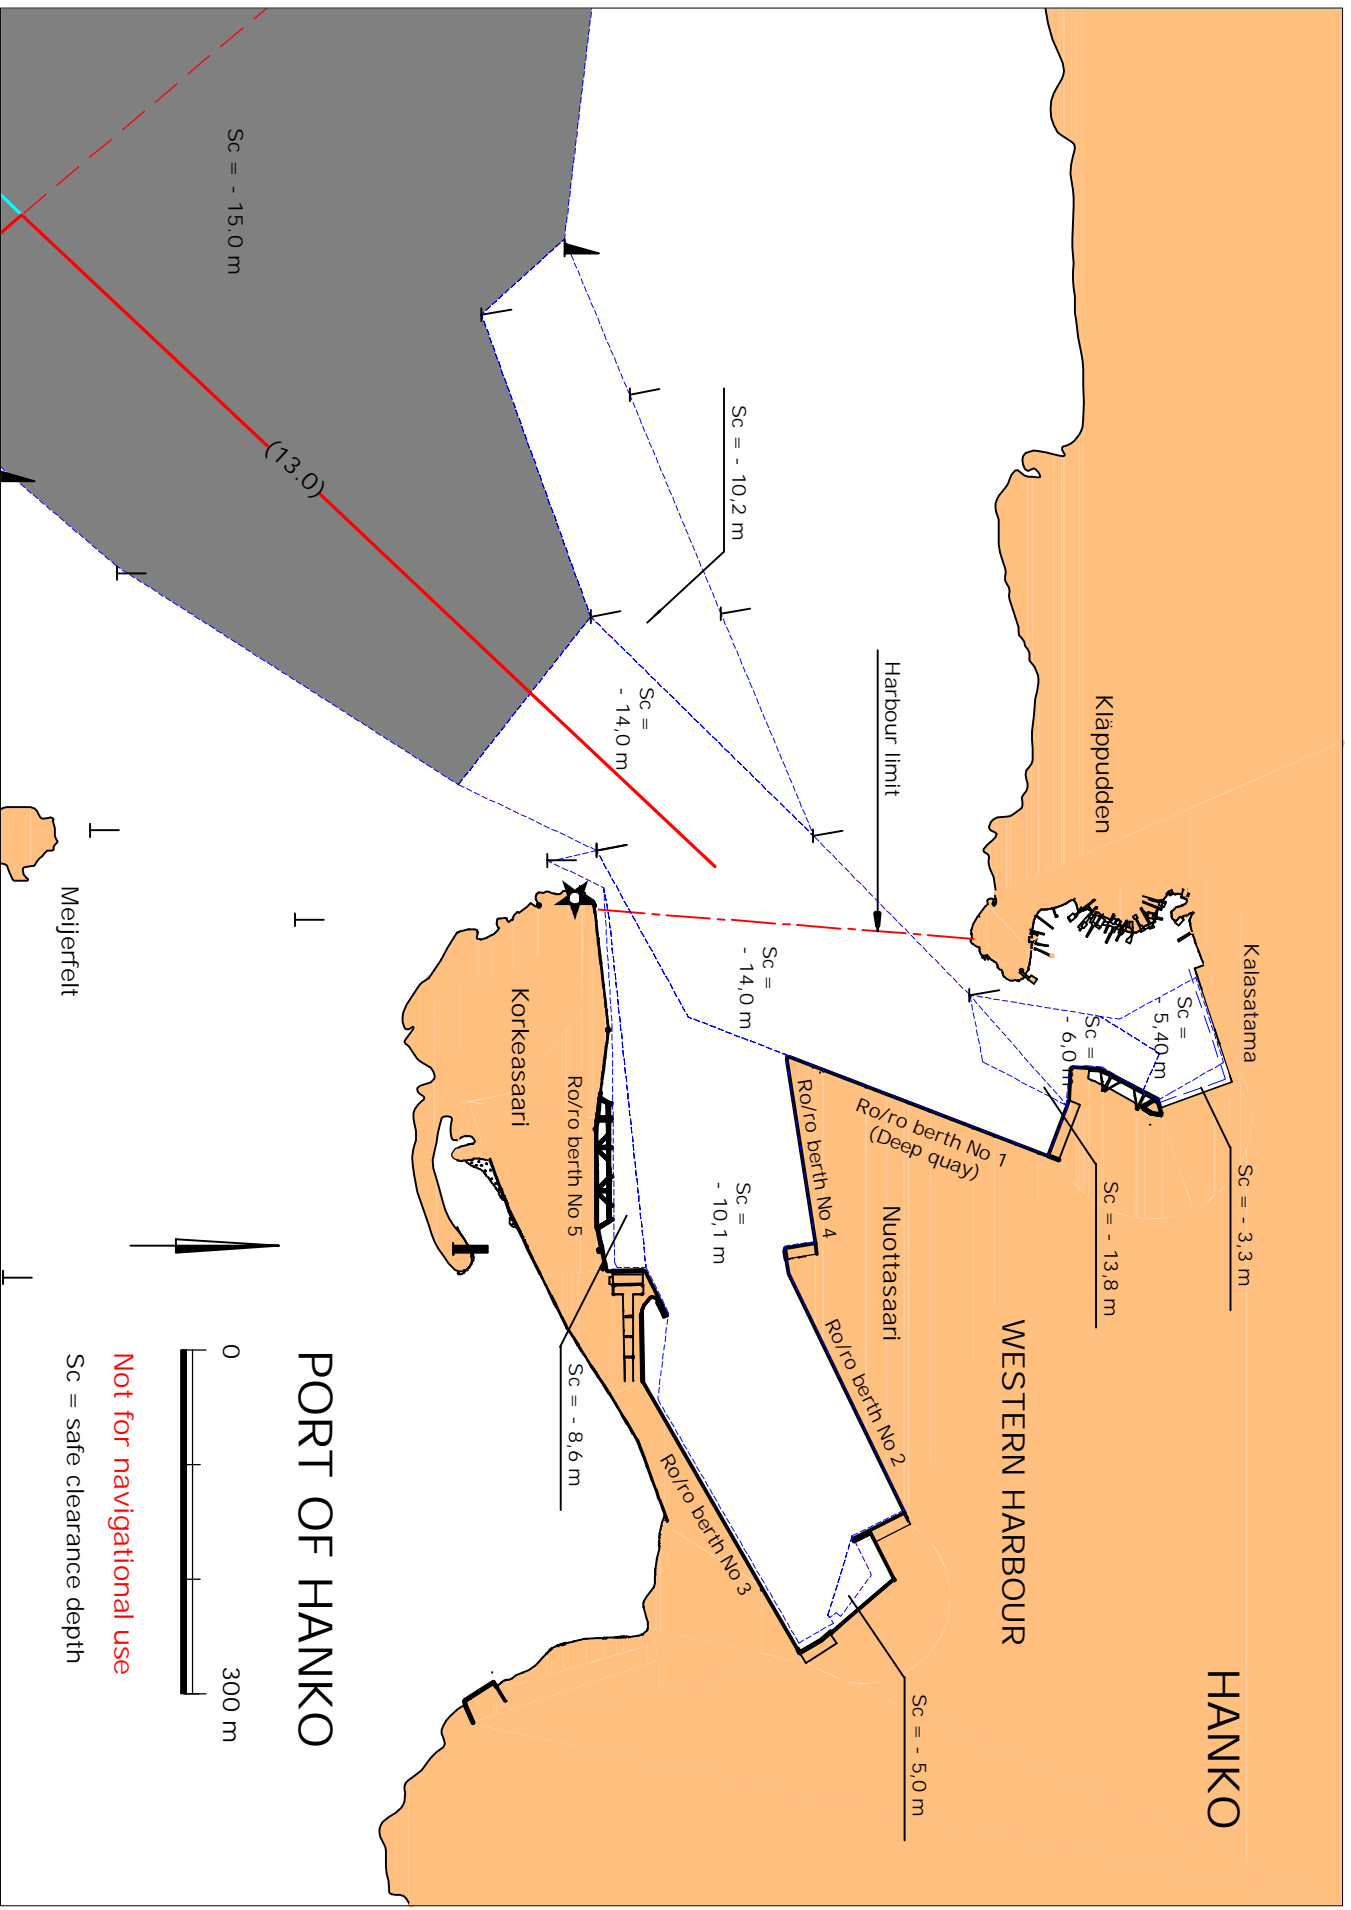 HANKO
Kalasatama
Sc = - 3,3 m
Sc =
- 5,40 m
Kläppudden
Sc =
- 6,0 m
Sc = - 13,8 m
WESTERN HARBOUR
Harbour limit
Ro/ro berth No 1
(Deep quay)
Nuottasaari
Sc = - 5,0 m
Ro/ro berth No 4
Ro/ro berth No 2
Sc = - 10,2 m
Sc =
- 14,0 m
Sc =
- 10,1 m
Sc =
- 14,0 m
Ro/ro berth No 3
Ro/ro berth No 5
Sc = - 8,6 m
Korkeasaari
(13.0)
Sc = - 15.0 m
PORT OF HANKO
0
300 m
Not for navigational use
Sc = safe clearance depth
Meijerfelt